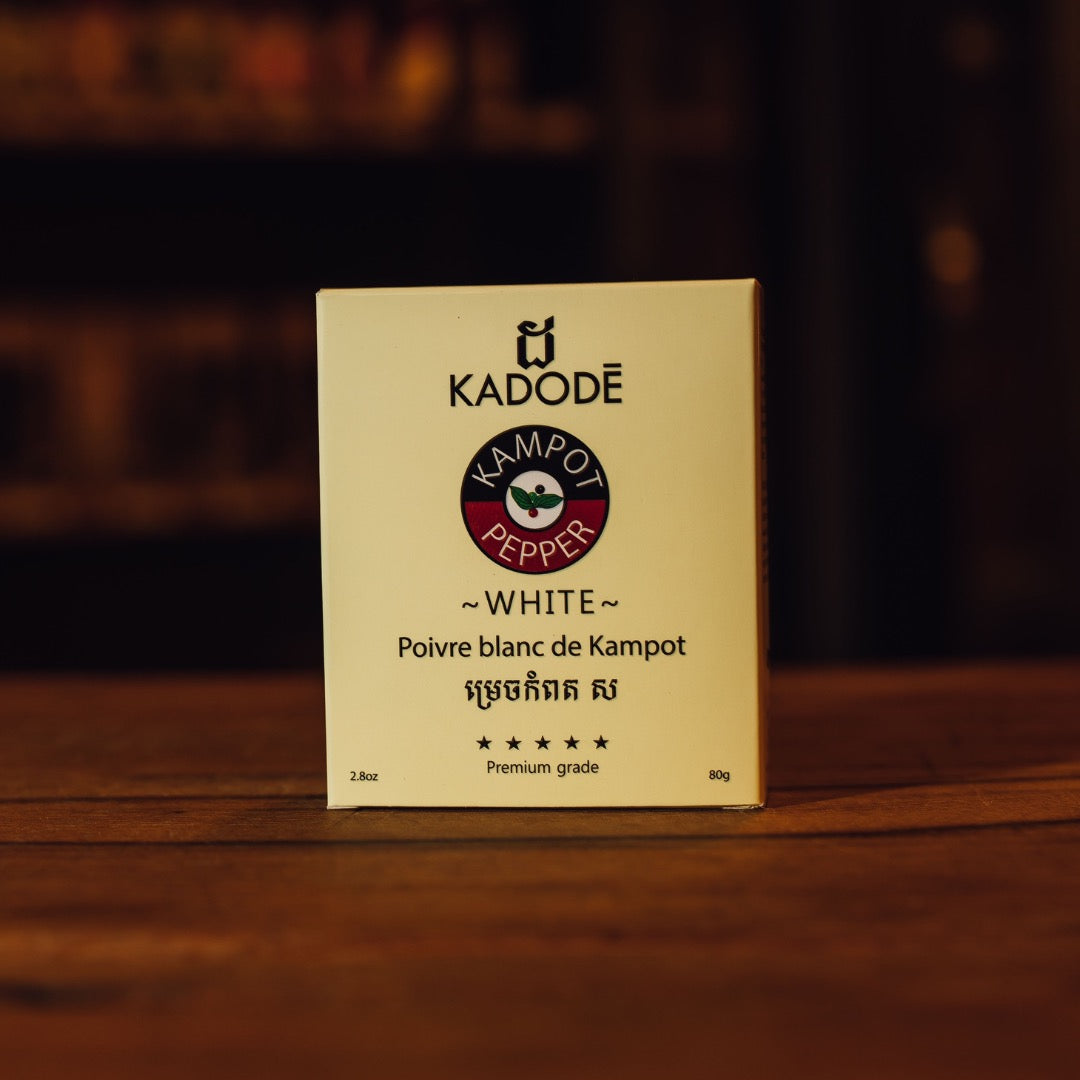 ដ
KADODĒ
KAMPOT
PEPPER
~WHITE~
Poivre blanc de Kampot
ម្រេចកំពត ស
★ ★ ★ ★ ★
Premium grade
2.8oz
80g